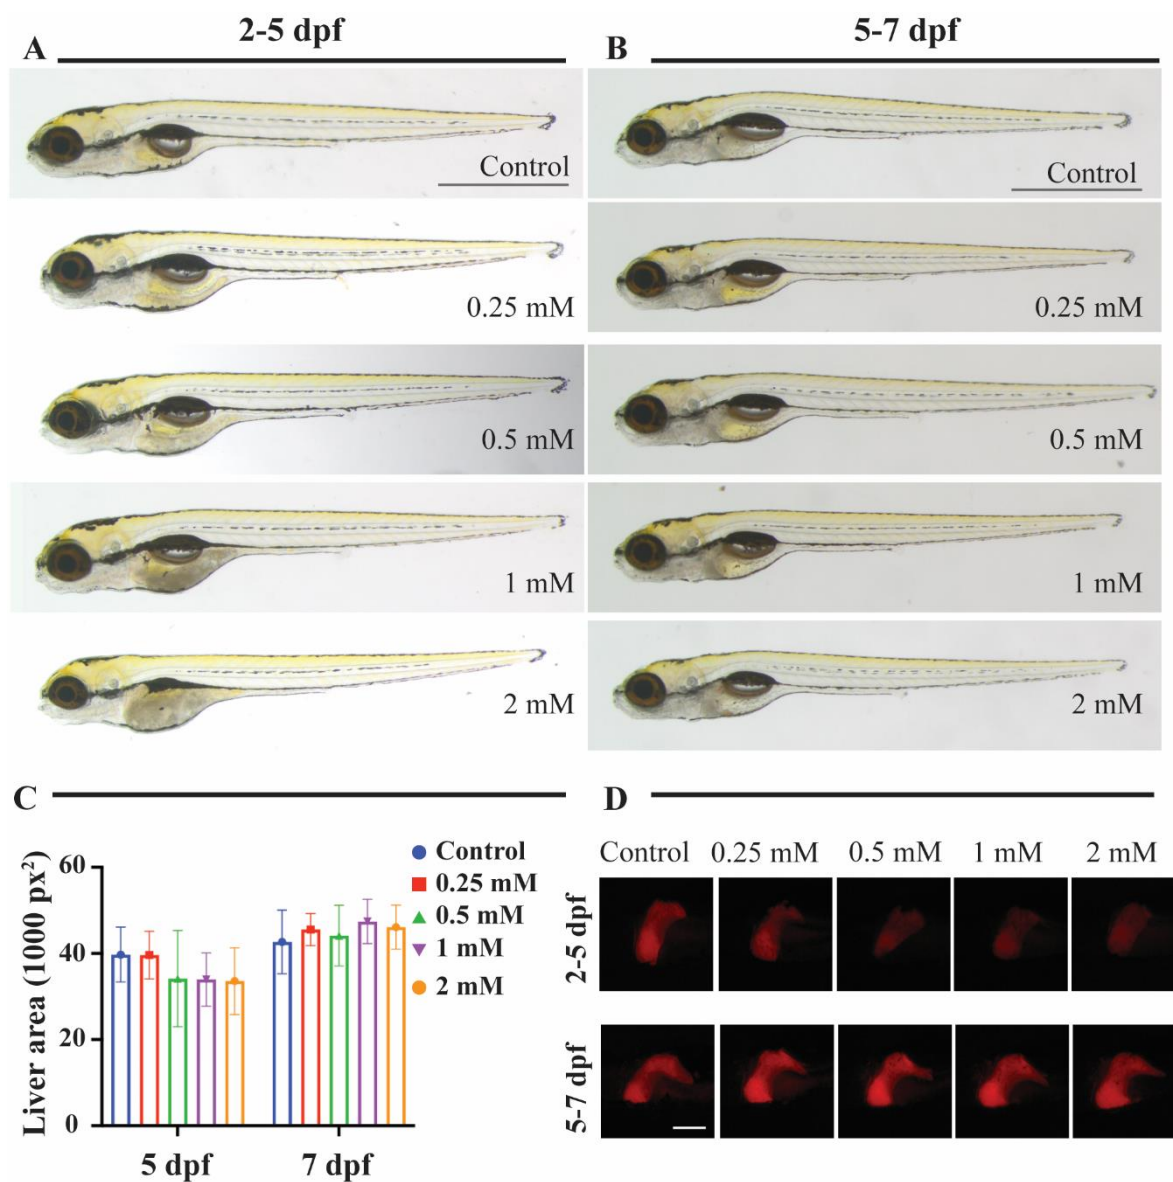 A 2-5 dpf
B 5-7 dpf
Control
Control
0.25 mM
0.25 mM
0.5 mM
0.5 mM
1 mM
1 mM
2 mM
2 mM
C
D
Liver area (1000 px²)
60
40
20
0
5 dpf
7 dpf
Control
0.25 mM
0.5 mM
1 mM
2 mM
Control 0.25 mM 0.5 mM 1 mM 2 mM
2-5 dpf
5-7 dpf